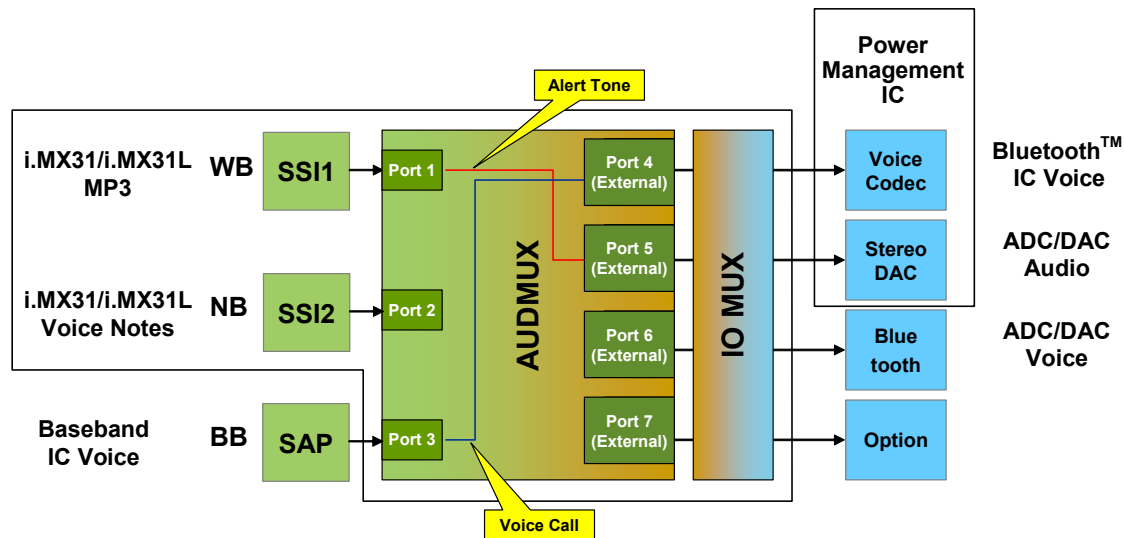 Power
Management
IC
Alert Tone
i.MX31/i.MX31L
MP3
WB
SSI1
Port 1
Port 4
(External)
Voice
Codec
Bluetooth™
IC Voice
AUDMUX
IO MUX
Port 5
(External)
Stereo
DAC
ADC/DAC
Audio
i.MX31/i.MX31L
Voice Notes
NB
SSI2
Port 2
Port 6
(External)
Blue
tooth
ADC/DAC
Voice
Baseband
IC Voice
BB
SAP
Port 3
Port 7
(External)
Option
Voice Call